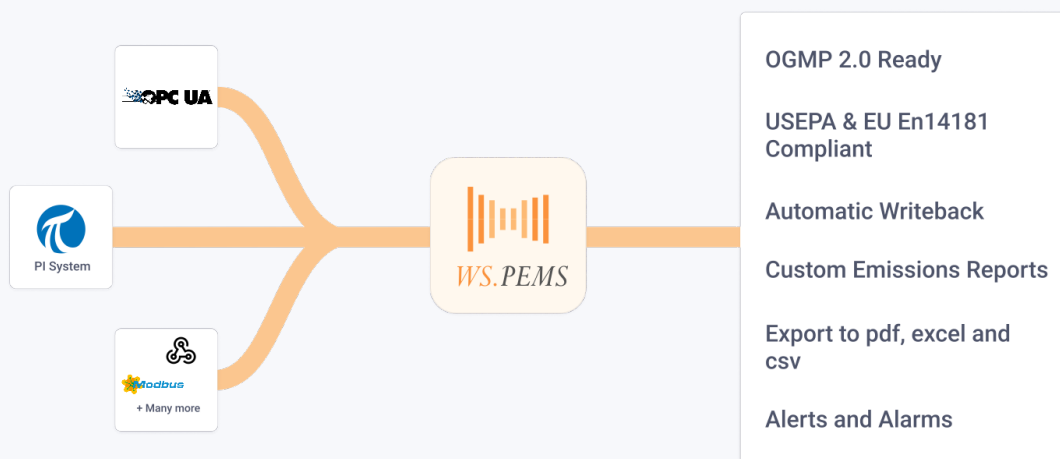 OPC UA
PI System
Modbus
+ Many more
WS.PEMS
OGMP 2.0 Ready
USEPA & EU En14181
Compliant
Automatic Writeback
Custom Emissions Reports
Export to pdf, excel and
csv
Alerts and Alarms